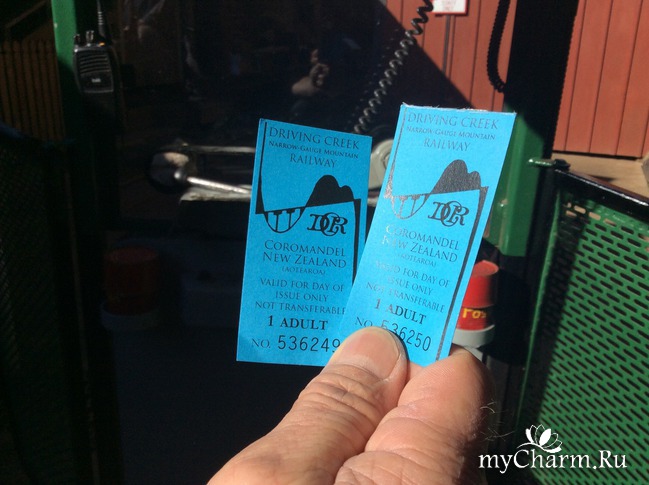 DRIVING CREEK
NARROW-GAUGE MOUNTAIN
RAILWAY
DCR
COROMANDEL
NEW ZEALAND
(AOTEAROA)
VALID FOR DAY OF
ISSUE ONLY
NOT TRANSFERABLE
1 ADULT
NO. 536249
DRIVING CREEK
NARROW-GAUGE MOUNTAIN
RAILWAY
DCR
COROMANDEL
NEW ZEALAND
(AOTEAROA)
VALID FOR DAY OF
ISSUE ONLY
NOT TRANSFERABLE
1 ADULT
NO. 536250
myCharm.Ru